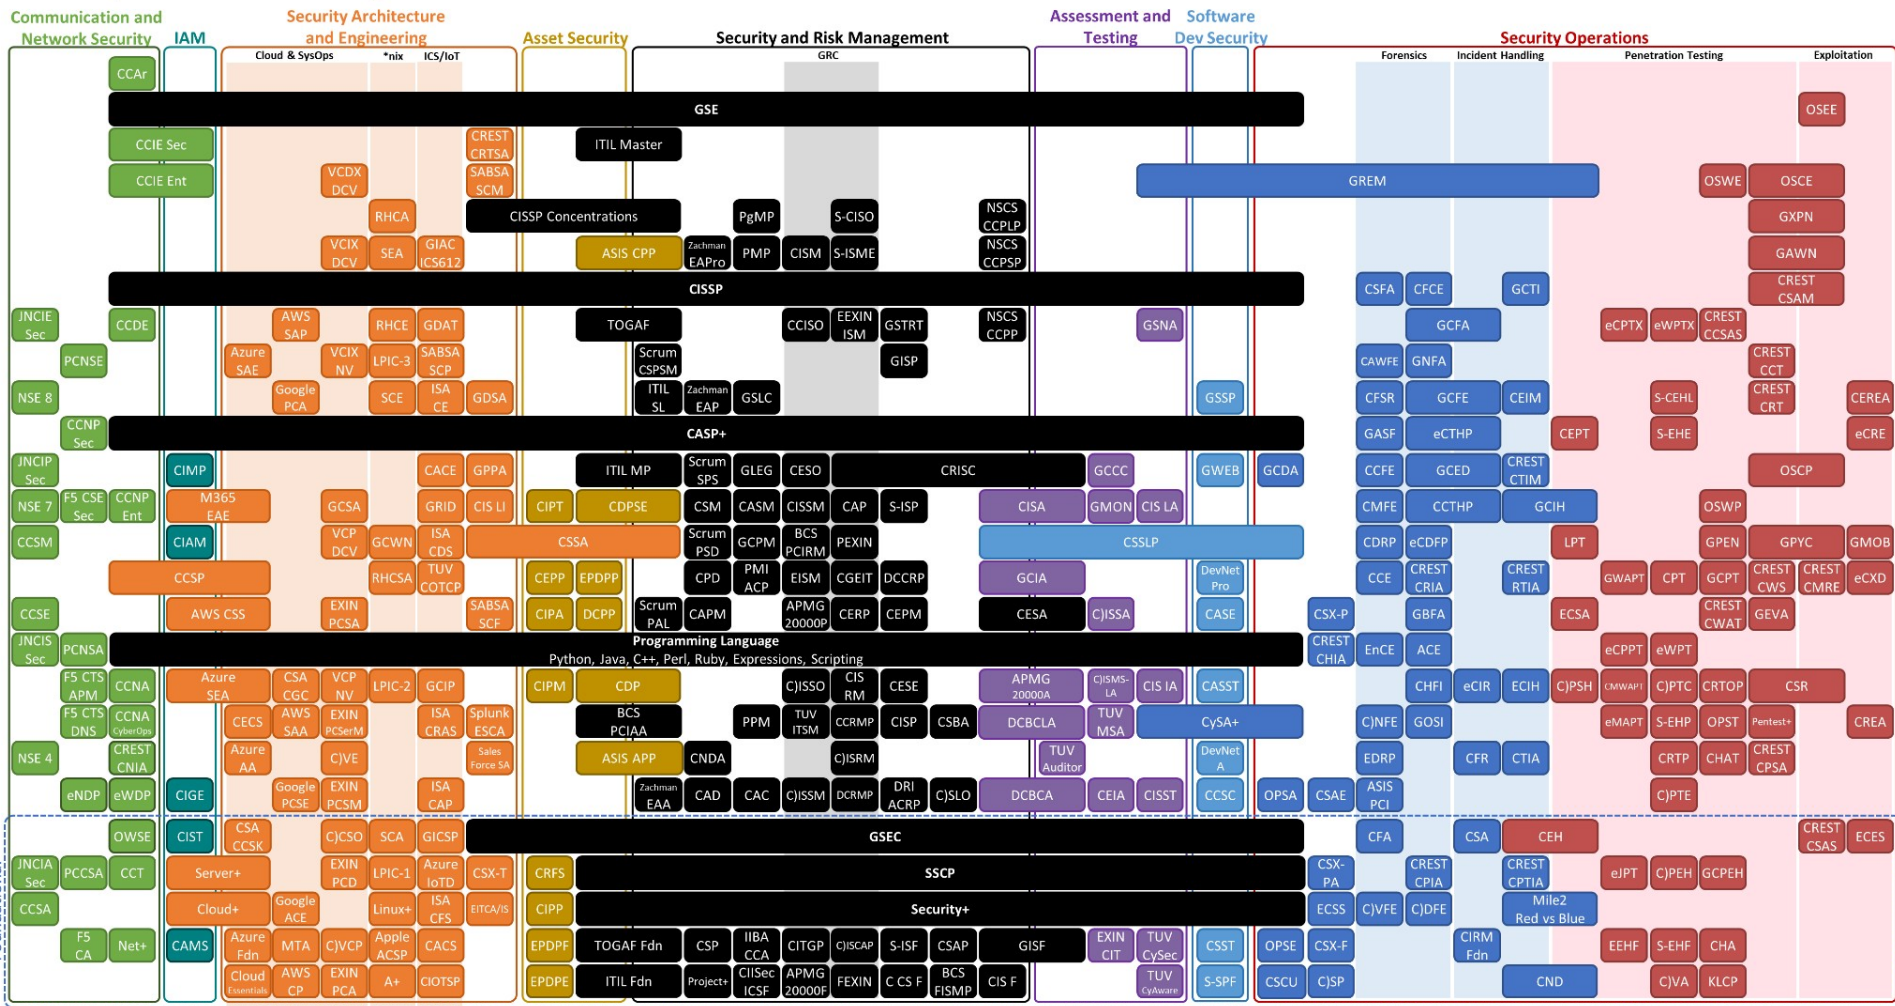 Communication and
Network Security
IAM
Security Architecture
and Engineering
Asset Security
Security and Risk Management
Assessment and
Testing
Software
Dev Security
Security Operations
Cloud & SysOps
*nix
ICS/IoT
GRC
Forensics
Incident Handling
Penetration Testing
Exploitation
CCAr
GSE
OSEE
CCIE Sec
CREST
CRTSA
ITIL Master
CCIE Ent
VCDX
DCV
SABSA
SCM
GREM
OSWE
OSCE
RHCA
CISSP Concentrations
PgMP
S-CISO
NSCS
CCPLP
GXPN
VCIX
DCV
SEA
GIAC
ICS612
ASIS CPP
Zachman
EAPro
PMP
CISM
S-ISME
NSCS
CCPSP
GAWN
CISSP
CSFA
CFCE
GCTI
CREST
CSAM
JNCIE
Sec
CCDE
AWS
SAP
RHCE
GDAT
TOGAF
CCISO
EEXIN
ISM
GSTRT
NSCS
CCPP
GSNA
GCFA
eCPTX
eWPTX
CREST
CCSAS
PCNSE
Azure
SAE
VCIX
NV
LPIC-3
SABSA
SCP
Scrum
CSPSM
GISP
CAWFE
GNFA
CREST
CCT
NSE 8
Google
PCA
SCE
ISA
CE
GDSA
ITIL
SL
Zachman
EAP
GSLC
GSSP
CFSR
GCFE
CEIM
S-CEHL
CREST
CRT
CEREA
CCNP
Sec
CASP+
GASF
eCTHP
CEPT
S-EHE
eCRE
JNCIP
Sec
CIMP
CACE
GPPA
ITIL MP
Scrum
SPS
GLEG
CESO
CRISC
GCCC
GWEB
GCDA
CCFE
GCED
CREST
CTIM
OSCP
NSE 7
F5 CSE
Sec
CCNP
Ent
M365
EAE
GCSA
GRID
CIS LI
CIPT
CDPSE
CSM
CASM
CISSM
CAP
S-ISP
CISA
GMON
CIS LA
CMFE
CCTHP
GCIH
OSWP
CCSM
CIAM
VCP
DCV
GCWN
ISA
CDS
CSSA
Scrum
PSD
GCPM
BCS
PCIRM
PEXIN
CSSLP
CDRP
eCDFP
LPT
GPEN
GPYC
GMOB
CCSP
RHCSA
TUV
COTCP
CEPP
EPDPP
CPD
PMI
ACP
EISM
CGEIT
DCCRP
GCIA
DevNet
Pro
CCE
CREST
CRIA
CREST
RTIA
GWAPT
CPT
GCPT
CREST
CWS
CREST
CMRE
eCXD
CCSE
AWS CSS
EXIN
PCSA
SABSA
SCF
CIPA
DCPP
Scrum
PAL
CAPM
APMG
20000P
CERP
CEPM
CESA
C)ISSA
CASE
CSX-P
GBFA
ECSA
CREST
CWAT
GEVA
JNCIS
Sec
PCNSA
Programming Language
Python, Java, C++, Perl, Ruby, Expressions, Scripting
CREST
CHIA
EnCE
ACE
eCPPT
eWPT
F5 CTS
APM
CCNA
Azure
SEA
CSA
CGC
VCP
NV
LPIC-2
GCIP
CIPM
CDP
C)ISSO
CIS
RM
CESE
APMG
20000A
C)ISMS-
LA
CIS IA
CASST
CHFI
eCIR
ECIH
C)PSH
CMWAPT
C)PTC
CRTOP
CSR
F5 CTS
DNS
CCNA
CyberOps
CECS
AWS
SAA
EXIN
PCSerM
ISA
CRAS
Splunk
ESCA
BCS
PCIAA
PPM
TUV
ITSM
CCRMP
CISP
CSBA
DCBCLA
TUV
MSA
CySA+
C)NFE
GOSI
eMAPT
S-EHP
OPST
Pentest+
CREA
NSE 4
CREST
CNIA
Azure
AA
C)VE
Sales
Force SA
ASIS APP
CNDA
C)ISRM
TUV
Auditor
DevNet
A
EDRP
CFR
CTIA
CRTP
CHAT
CREST
CPSA
eNDP
eWDP
CIGE
Google
PCSE
EXIN
PCSM
ISA
CAP
Zachman
EAA
CAD
CAC
C)ISSM
DCRMP
DRI
ACRP
C)SLO
DCBCA
CEIA
CISST
CCSC
OPSA
CSAE
ASIS
PCI
C)PTE
OWSE
CIST
CSA
CCSK
C)CSO
SCA
GICSP
GSEC
CFA
CSA
CEH
CREST
CSAS
ECES
JNCIA
Sec
PCCSA
CCT
Server+
EXIN
PCD
LPIC-1
Azure
IoTD
CSX-T
CRFS
SSCP
CSX-
PA
CREST
CPIA
CREST
CPTIA
eJPT
C)PEH
GCPEH
CCSA
Cloud+
Google
ACE
Linux+
ISA
CFS
EITCA/IS
CIPP
Security+
ECSS
C)VFE
C)DFE
Mile2
Red vs Blue
F5
CA
Net+
CAMS
Azure
Fdn
MTA
C)VCP
Apple
ACSP
CACS
EPDPF
TOGAF Fdn
CSP
IIBA
CCA
CITGP
C)ISCAP
S-ISF
CSAP
GISF
EXIN
CIT
TUV
CySec
CSST
OPSE
CSX-F
CIRM
Fdn
EEHF
S-EHF
CHA
Cloud
Essentials
AWS
CP
EXIN
PCA
A+
CIOTSP
EPDPE
ITIL Fdn
Project+
CIISec
ICSF
APMG
20000F
FEXIN
C CS F
BCS
FISMP
CIS F
TUV
CyAware
S-SPF
CSCU
C)SP
CND
C)VA
KLCP